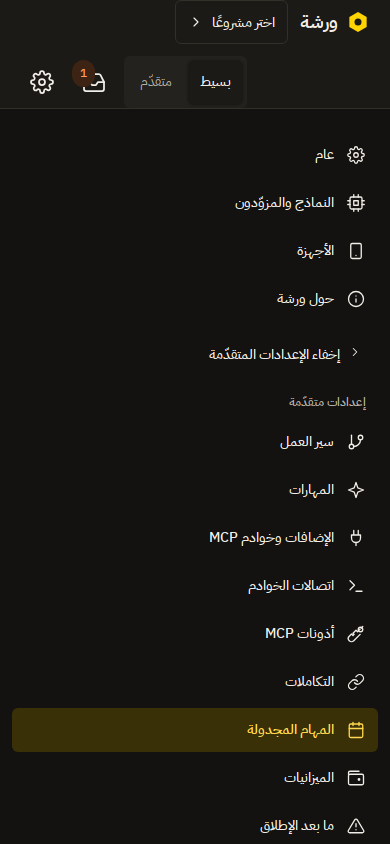 ورشة
اختر مشروعًا
بسيط
متقدّم
1
عام
النماذج والمزوّدون
الأجهزة
حول ورشة
إخفاء الإعدادات المتقدّمة
إعدادات متقدّمة
سير العمل
المهارات
الإضافات وخوادم MCP
اتصالات الخوادم
أذونات MCP
التكاملات
المهام المجدولة
الميزانيات
ما بعد الإطلاق